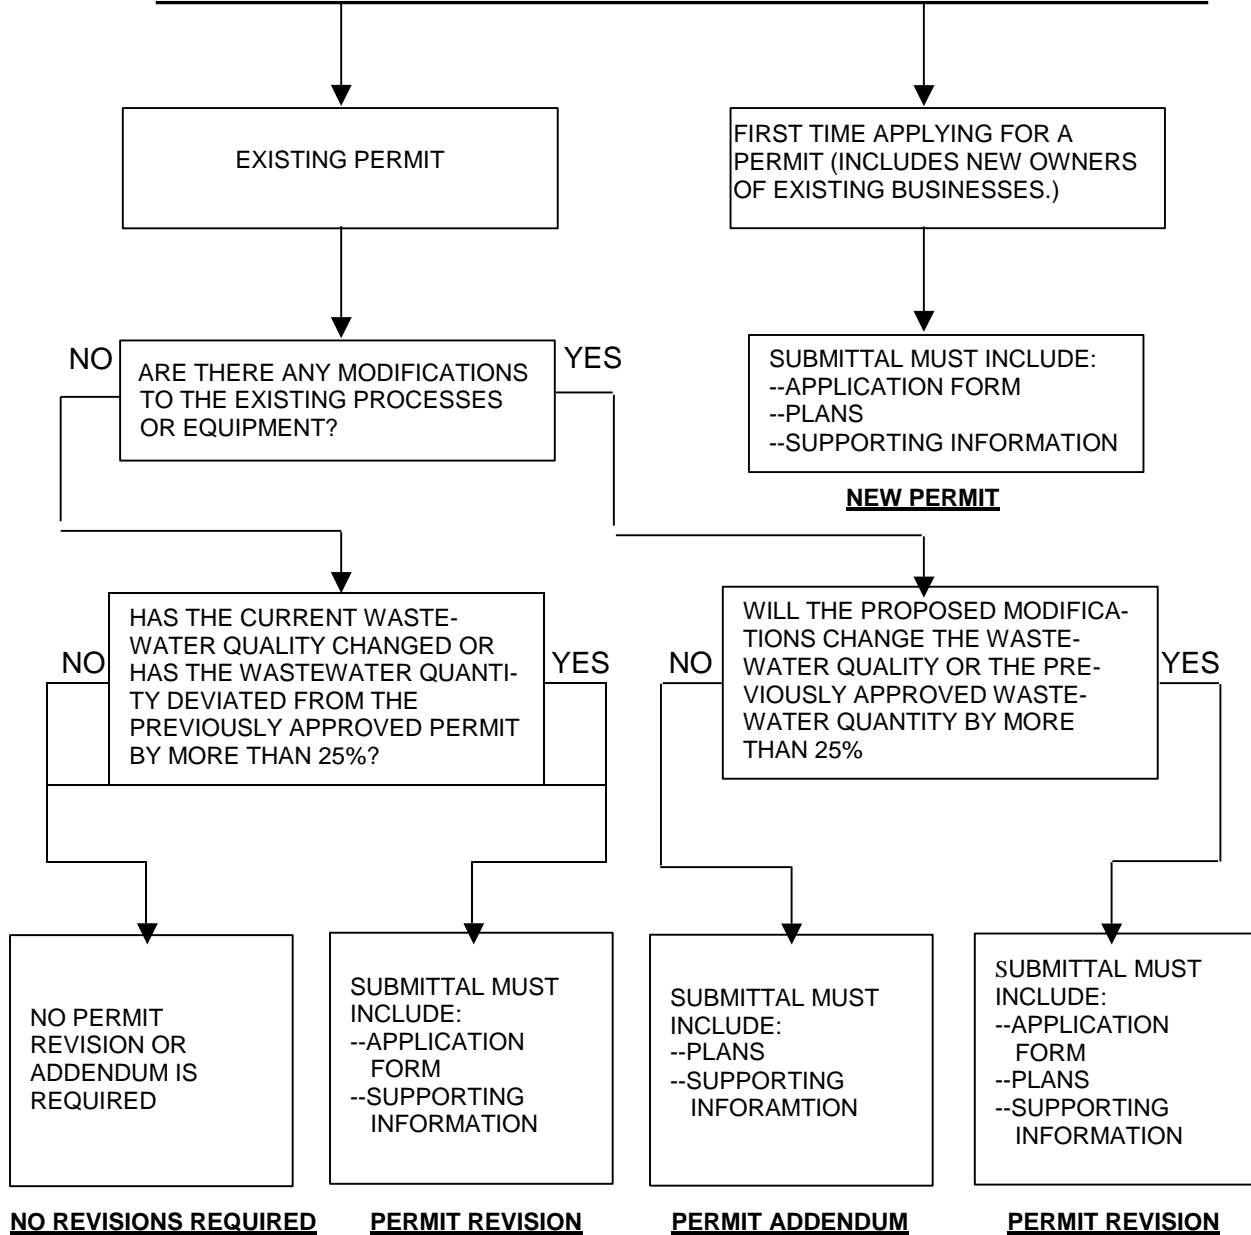 EXISTING PERMIT
FIRST TIME APPLYING FOR A
PERMIT (INCLUDES NEW OWNERS
OF EXISTING BUSINESSES.)
NO
ARE THERE ANY MODIFICATIONS
TO THE EXISTING PROCESSES
OR EQUIPMENT?
YES
SUBMITTAL MUST INCLUDE:
--APPLICATION FORM
--PLANS
--SUPPORTING INFORMATION
NEW PERMIT
NO
HAS THE CURRENT WASTE-
WATER QUALITY CHANGED OR
HAS THE WASTEWATER QUANTI-
TY DEVIATED FROM THE
PREVIOUSLY APPROVED PERMIT
BY MORE THAN 25%?
YES
NO
WILL THE PROPOSED MODIFICA-
TIONS CHANGE THE WASTE-
WATER QUALITY OR THE PRE-
VIOUSLY APPROVED WASTE-
WATER QUANTITY BY MORE
THAN 25%
YES
NO PERMIT
REVISION OR
ADDENDUM IS
REQUIRED
NO REVISIONS REQUIRED
SUBMITTAL MUST
INCLUDE:
--APPLICATION
FORM
--SUPPORTING
INFORMATION
PERMIT REVISION
SUBMITTAL MUST
INCLUDE:
--PLANS
--SUPPORTING
INFORAMTION
PERMIT ADDENDUM
SUBMITTAL MUST
INCLUDE:
--APPLICATION
FORM
--PLANS
--SUPPORTING
INFORMATION
PERMIT REVISION